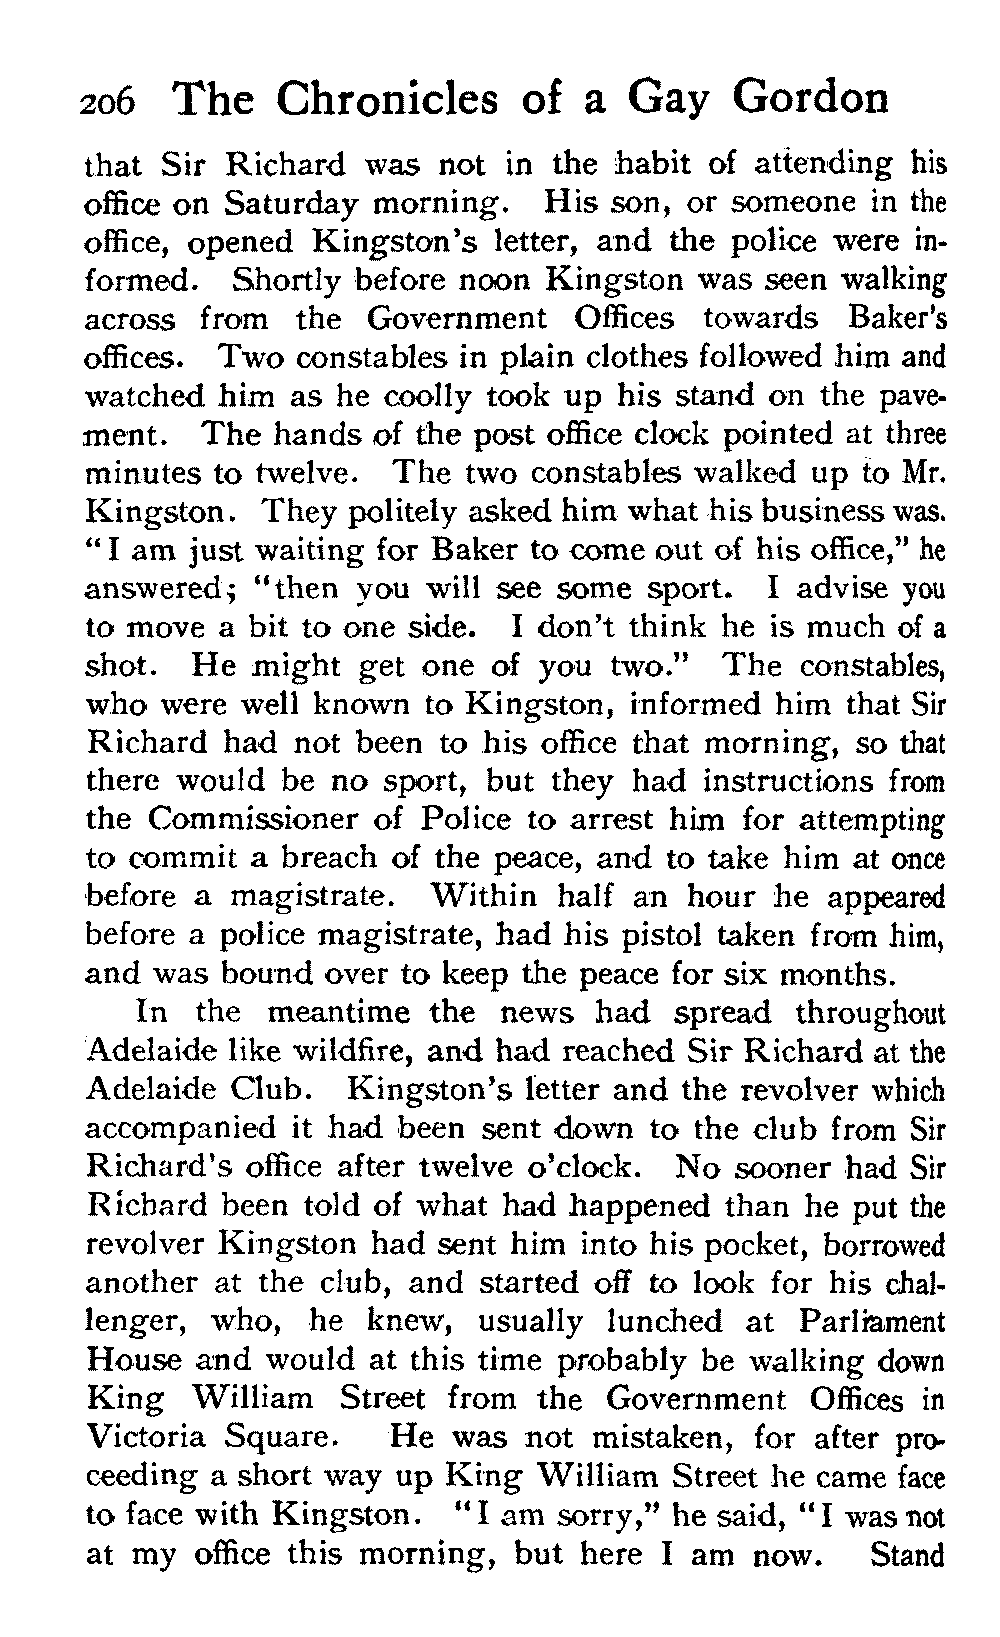 206 The Chronicles of a Gay Gordon
that Sir Richard was not in the habit of attending his
office on Saturday morning. His son, or someone in the
office, opened Kingston's letter, and the police were in-
formed. Shortly before noon Kingston was seen walking
across from the Government Offices towards Baker's
offices. Two constables in plain clothes followed him and
watched him as he coolly took up his stand on the pave-
ment. The hands of the post office clock pointed at three
minutes to twelve. The two constables walked up to Mr.
Kingston. They politely asked him what his business was.
"I am just waiting for Baker to come out of his office," he
answered; "then you will see some sport. I advise you
to move a bit to one side. I don't think he is much of a
shot. He might get one of you two." The constables,
who were well known to Kingston, informed him that Sir
Richard had not been to his office that morning, so that
there would be no sport, but they had instructions from
the Commissioner of Police to arrest him for attempting
to commit a breach of the peace, and to take him at once
before a magistrate. Within half an hour he appeared
before a police magistrate, had his pistol taken from him,
and was bound over to keep the peace for six months.
In the meantime the news had spread throughout
Adelaide like wildfire, and had reached Sir Richard at the
Adelaide Club. Kingston's letter and the revolver which
accompanied it had been sent down to the club from Sir
Richard's office after twelve o'clock. No sooner had Sir
Richard been told of what had happened than he put the
revolver Kingston had sent him into his pocket, borrowed
another at the club, and started off to look for his chal-
lenger, who, he knew, usually lunched at Parliament
House and would at this time probably be walking down
King William Street from the Government Offices in
Victoria Square. He was not mistaken, for after pro-
ceeding a short way up King William Street he came face
to face with Kingston. "I am sorry," he said, "I was not
at my office this morning, but here I am now. Stand